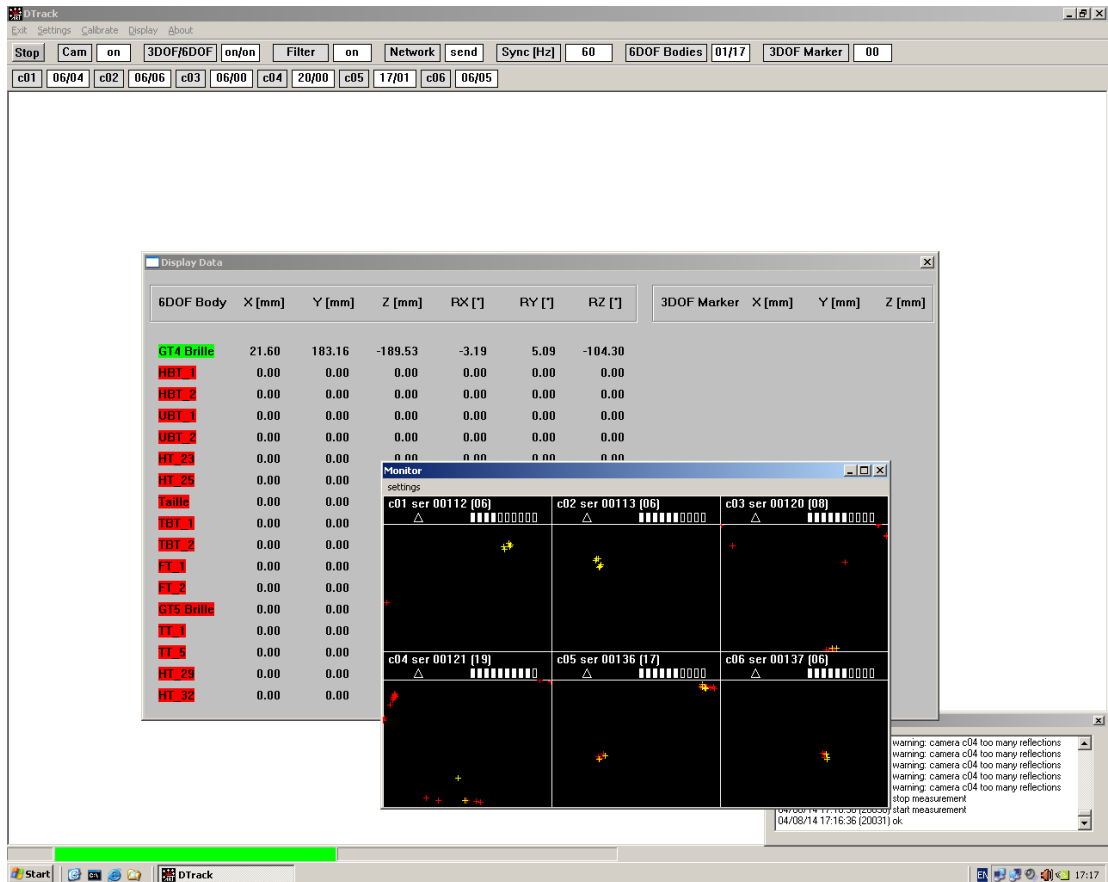 DTrack
Exit Settings Calibrate Display About
Stop Cam on 3DOF/6DOF on/on Filter on Network send Sync [Hz] 60 6DOF Bodies 01/17 3DOF Marker 00
c01 06/04 c02 06/06 c03 06/00 c04 20/00 c05 17/01 c06 06/05
Display Data
6DOF Body X [mm] Y [mm] Z [mm] RX [°] RY [°] RZ [°] 3DOF Marker X [mm] Y [mm] Z [mm]
GT4 Brille 21.60 183.16 -189.53 -3.19 5.09 -104.30
HBT_1 0.00 0.00 0.00 0.00 0.00 0.00
HBT_2 0.00 0.00 0.00 0.00 0.00 0.00
UBT_1 0.00 0.00 0.00 0.00 0.00 0.00
UBT_2 0.00 0.00 0.00 0.00 0.00 0.00
HT_23 0.00 0.00 0.00 0.00 0.00 0.00
HT_25 0.00 0.00
Taille 0.00 0.00
TBT_1 0.00 0.00
TBT_2 0.00 0.00
FT_1 0.00 0.00
FT_2 0.00 0.00
GT5 Brille 0.00 0.00
TT_1 0.00 0.00
TT_5 0.00 0.00
HT_29 0.00 0.00
HT_32 0.00 0.00
Monitor
settings
c01 ser 00112 (06) c02 ser 00113 (06) c03 ser 00120 (08)
c04 ser 00121 (19) c05 ser 00136 (17) c06 ser 00137 (06)
warning: camera c04 too many reflections
warning: camera c04 too many reflections
warning: camera c04 too many reflections
warning: camera c04 too many reflections
warning: camera c04 too many reflections
stop measurement
04/08/14 17:16:36 (20030) start measurement
04/08/14 17:16:36 (20031) ok
Start DTrack EN 17:17